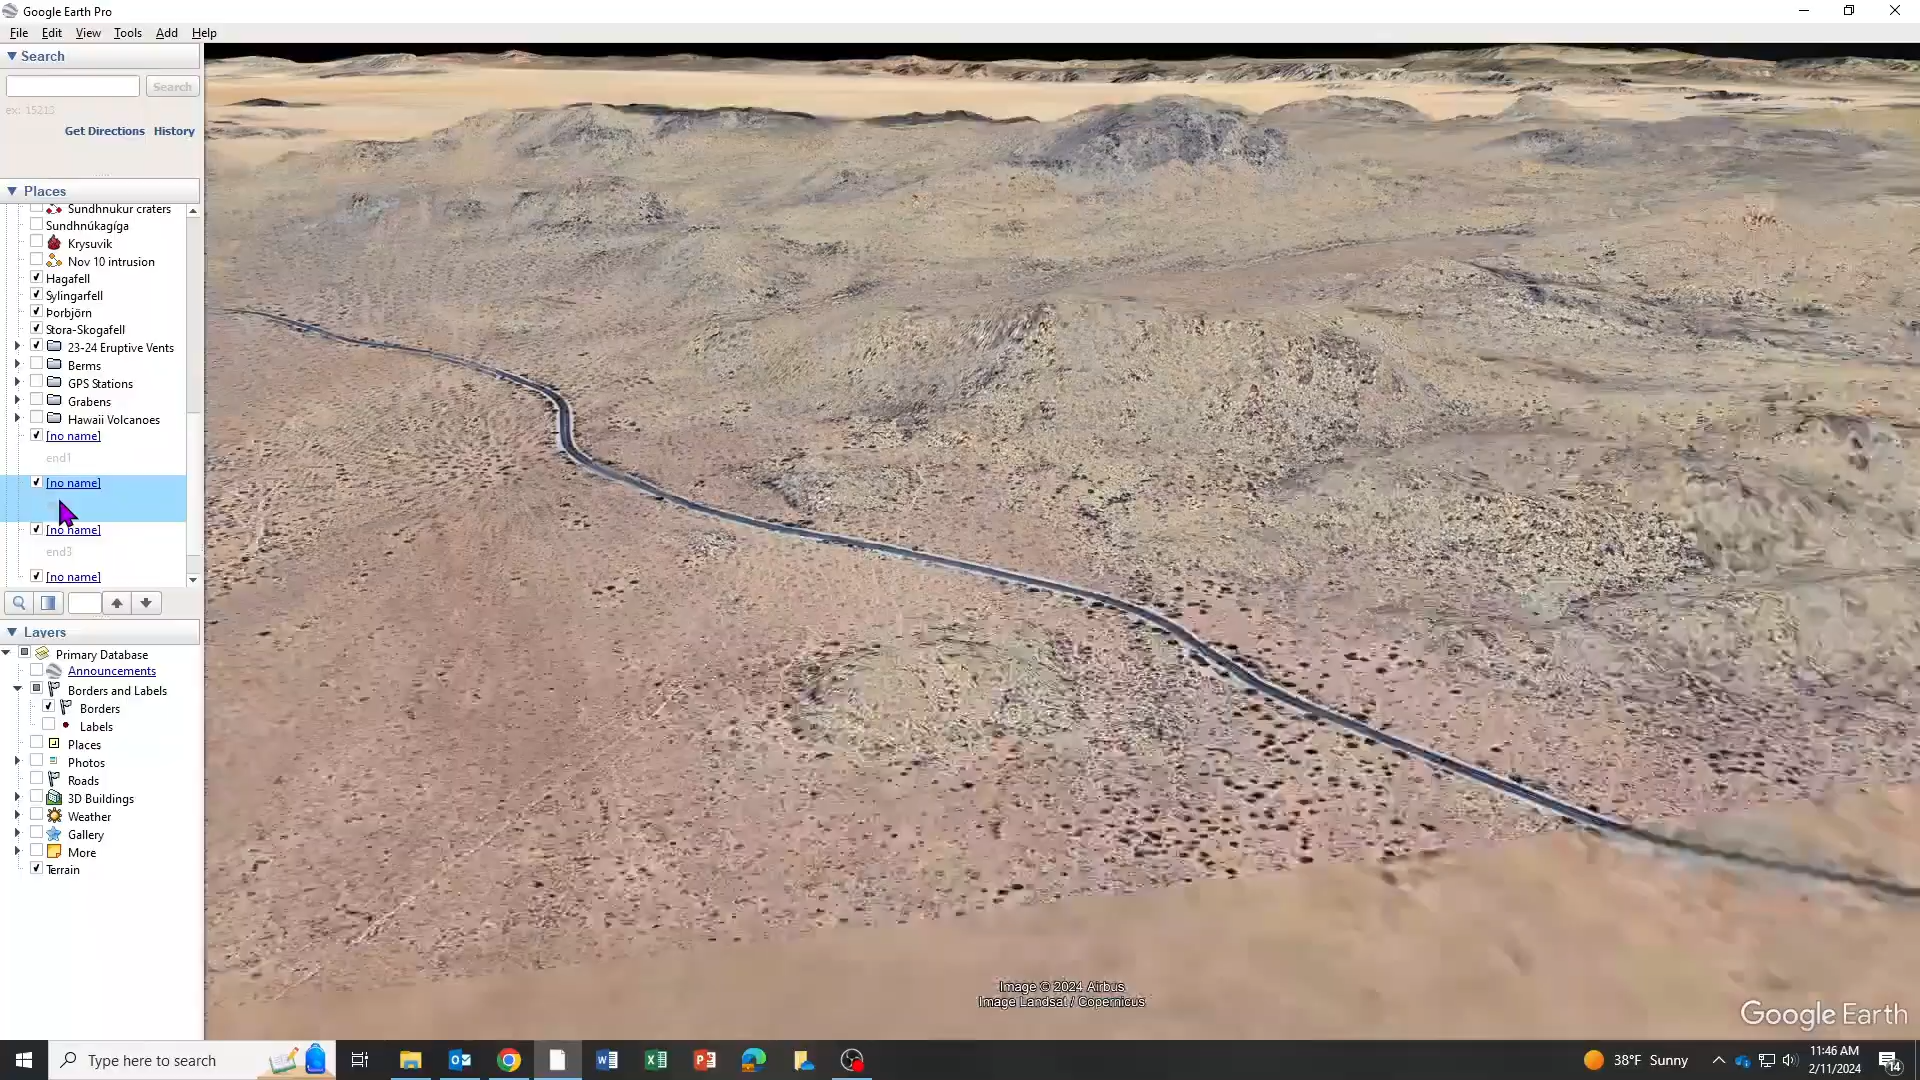 Google Earth Pro
File Edit View Tools Add Help
Search
Search
ex: 15213
Get Directions History
Places
Sundhnukur craters
Sundhnúkagíga
Krysuvik
Nov 10 intrusion
Hagafell
Sylingarfell
Þorbjörn
Stora-Skogafell
23-24 Eruptive Vents
Berms
GPS Stations
Grabens
Hawaii Volcanoes
[no name]
end1
[no name]
[no name]
end3
[no name]
Layers
Primary Database
Announcements
Borders and Labels
Borders
Labels
Places
Photos
Roads
3D Buildings
Weather
Gallery
More
Terrain
Image © 2024 Airbus
Image Landsat / Copernicus
Google Earth
Type here to search
38°F Sunny
11:46 AM
2/11/2024
14